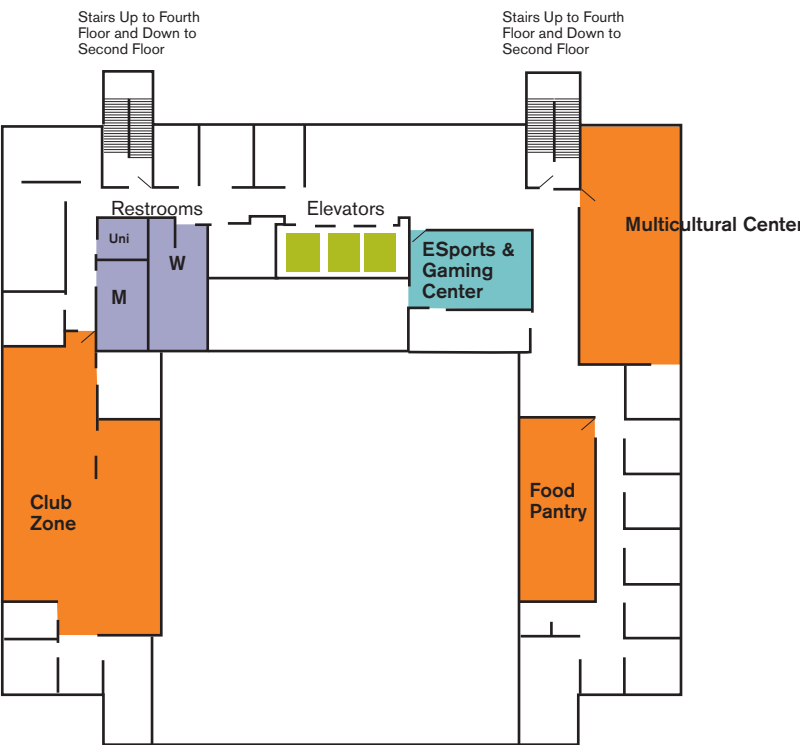 Stairs Up to Fourth
Floor and Down to
Second Floor
Stairs Up to Fourth
Floor and Down to
Second Floor
Restrooms
Elevators
Multicultural Center
Uni
W
M
ESports &
Gaming
Center
Club
Zone
Food
Pantry